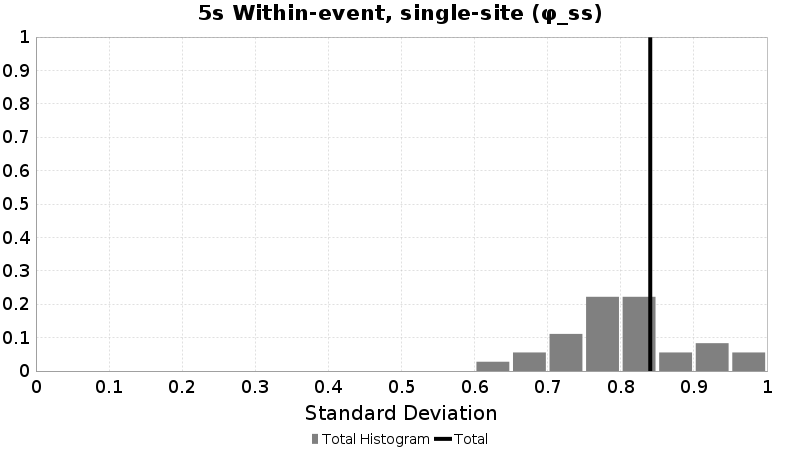 5s Within-event, single-site (φ_ss)
1
0.9
0.8
0.7
0.6
0.5
0.4
0.3
0.2
0.1
0
0 0.1 0.2 0.3 0.4 0.5 0.6 0.7 0.8 0.9 1
Standard Deviation
Total Histogram Total